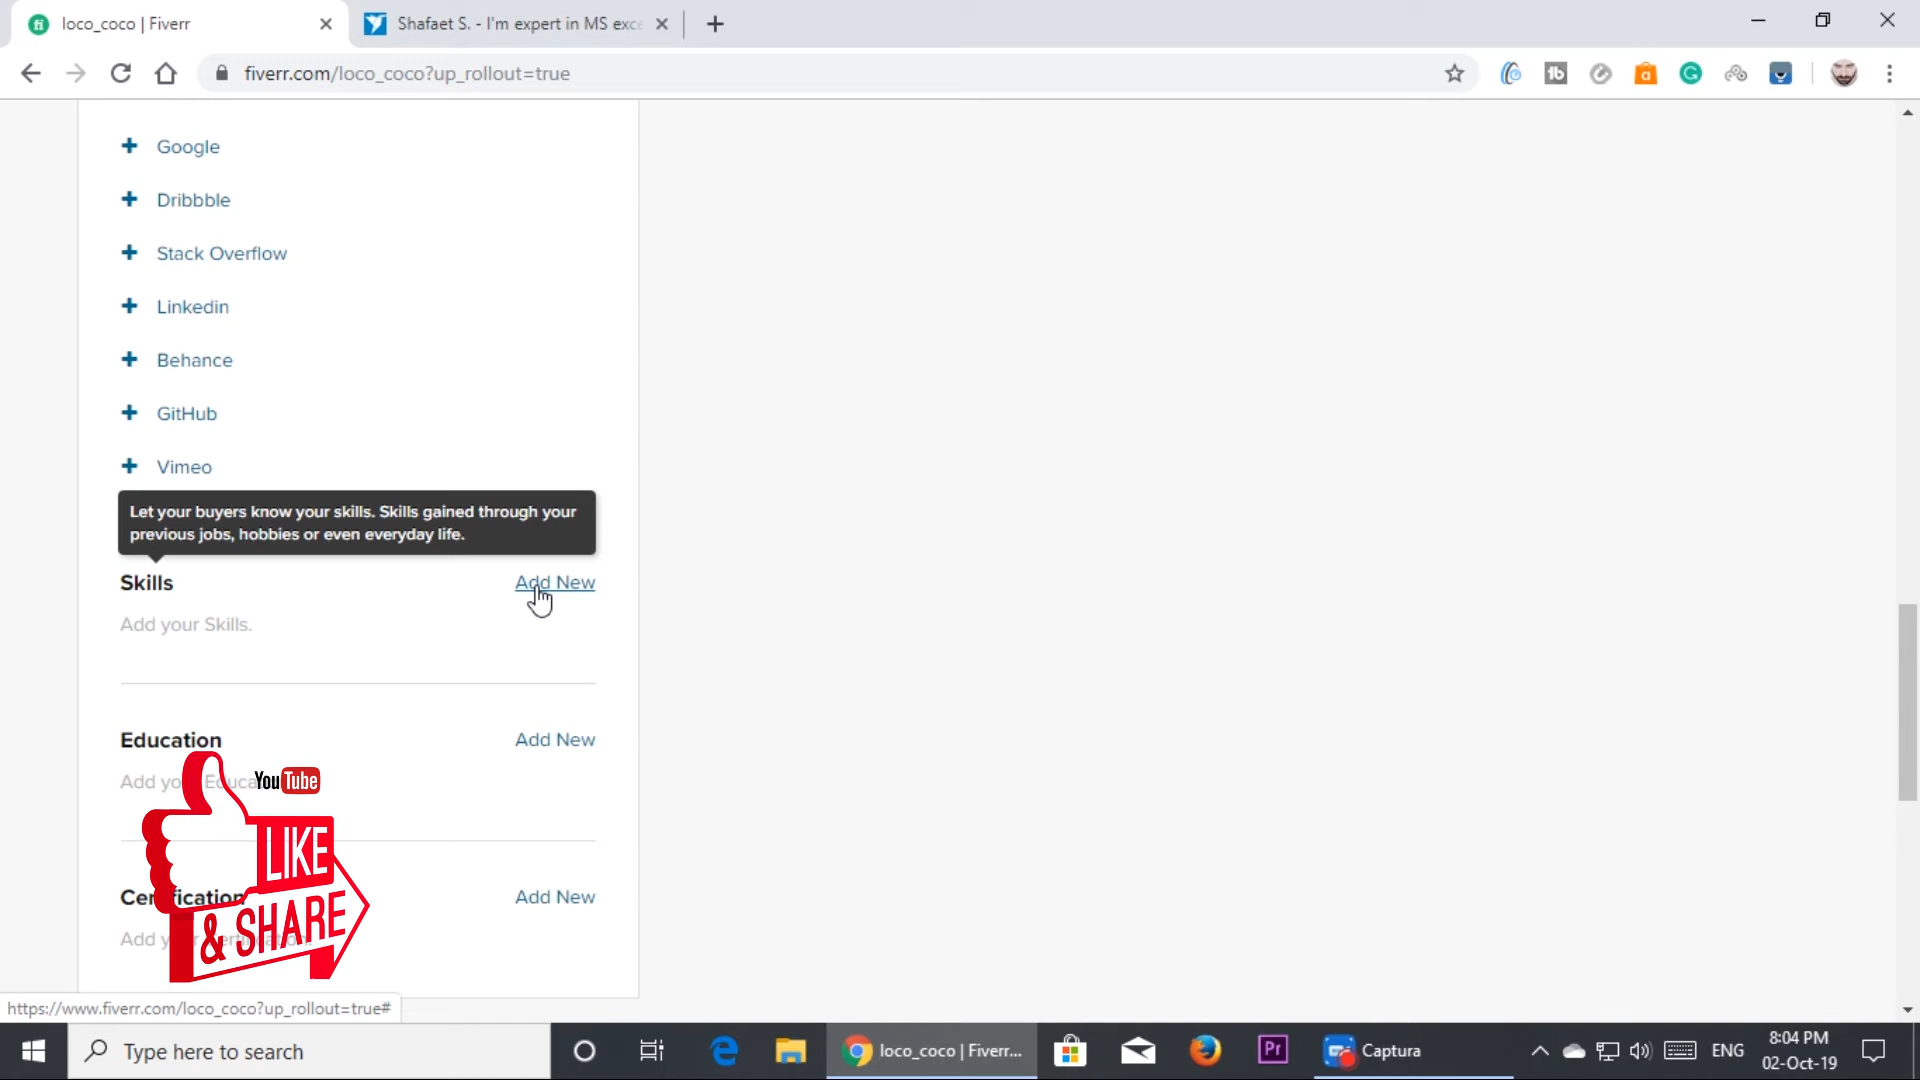 loco_coco | Fiverr
Shafaet S. - I'm expert in MS exce
fiverr.com/loco_coco?up_rollout=true
Google
Dribbble
Stack Overflow
Linkedin
Behance
GitHub
Vimeo
Let your buyers know your skills. Skills gained through your
previous jobs, hobbies or even everyday life.
Skills
Add New
Add your Skills.
Education
Add New
You Tube
LIKE
& SHARE
Add New
https://www.fiverr.com/loco_coco?up_rollout=true#
Type here to search
loco_coco | Fiverr...
Pr
Captura
ENG
8:04 PM
02-Oct-19